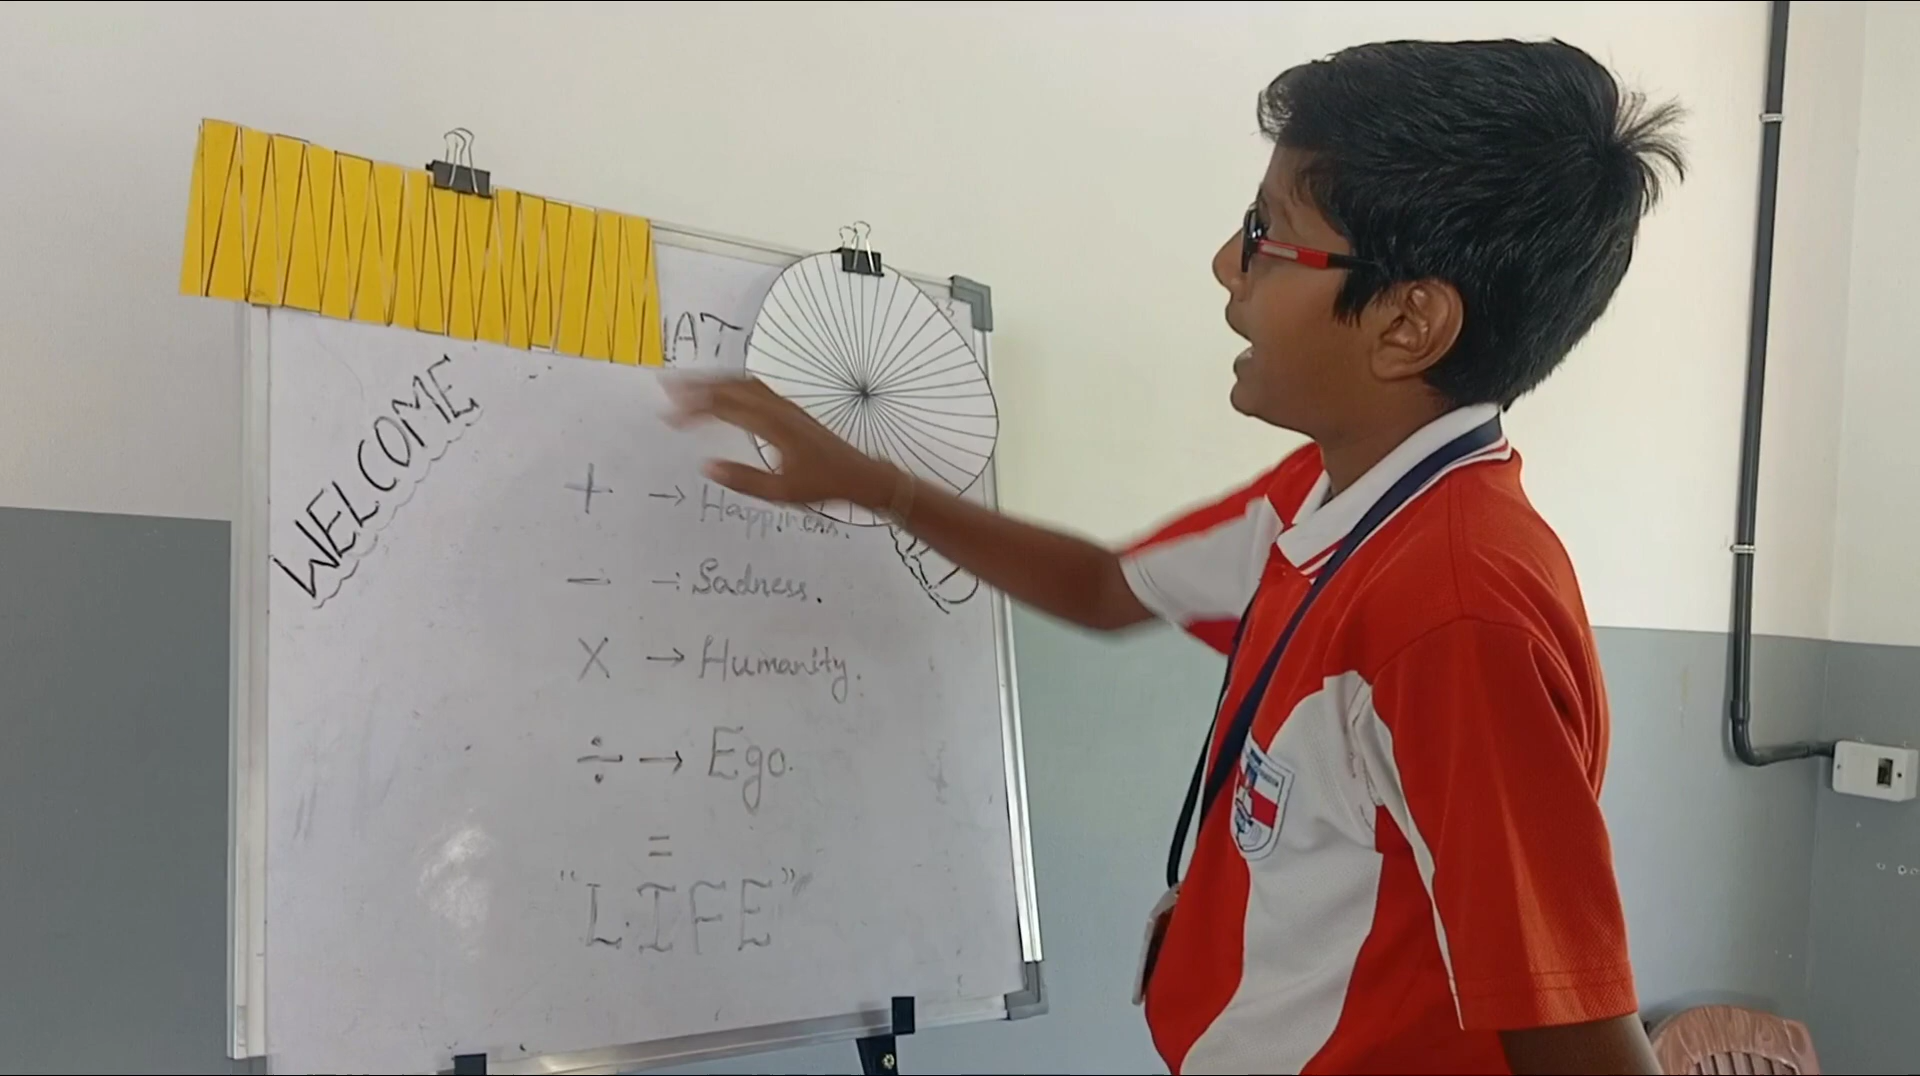 WELCOME
+ → Happiness.
− → Sadness.
X → Humanity.
÷ → Ego.
=
"LIFE"